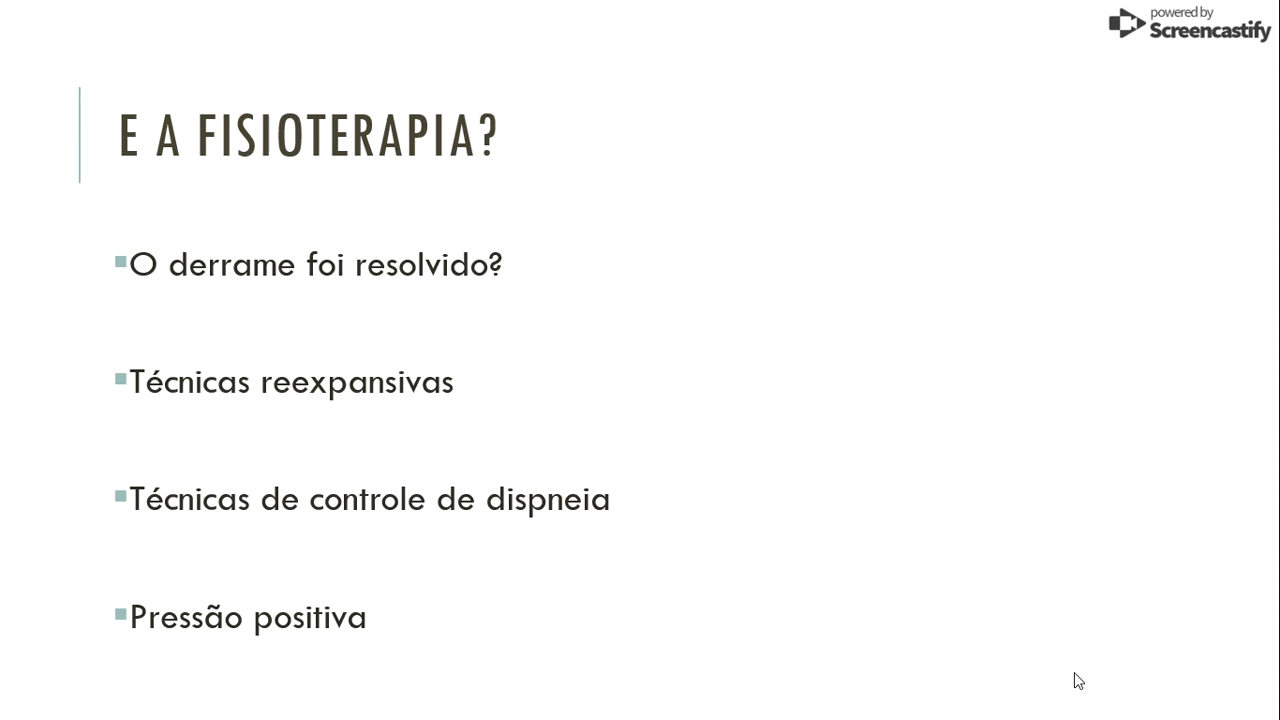 powered by
Screencastify
E A FISIOTERAPIA?
O derrame foi resolvido?
Técnicas reexpansivas
Técnicas de controle de dispneia
Pressão positiva